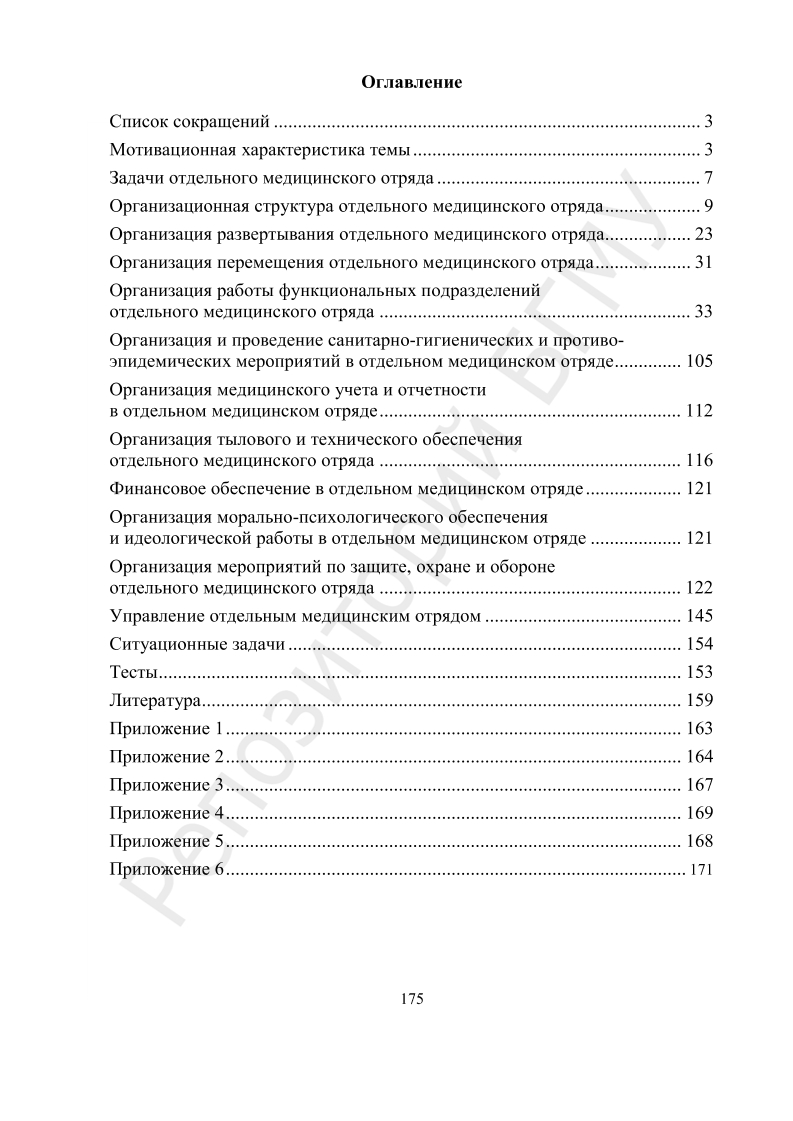 Оглавление
Список сокращений .......................................................................................... 3
Мотивационная характеристика темы ............................................................. 3
Задачи отдельного медицинского отряда ........................................................ 7
Организационная структура отдельного медицинского отряда.................... 9
Организация развертывания отдельного медицинского отряда.................. 23
Организация перемещения отдельного медицинского отряда.................... 31
Организация работы функциональных подразделений
отдельного медицинского отряда .................................................................. 33
Организация и проведение санитарно-гигиенических и противо-
эпидемических мероприятий в отдельном медицинском отряде.............. 105
Организация медицинского учета и отчетности
в отдельном медицинском отряде................................................................ 112
Организация тылового и технического обеспечения
отдельного медицинского отряда ................................................................ 116
Финансовое обеспечение в отдельном медицинском отряде .................... 121
Организация морально-психологического обеспечения
и идеологической работы в отдельном медицинском отряде ................... 121
Организация мероприятий по защите, охране и обороне
отдельного медицинского отряда ................................................................ 122
Управление отдельным медицинским отрядом .......................................... 145
Ситуационные задачи ................................................................................... 154
Тесты............................................................................................................... 153
Литература...................................................................................................... 159
Приложение 1................................................................................................. 163
Приложение 2................................................................................................. 164
Приложение 3................................................................................................. 167
Приложение 4................................................................................................. 169
Приложение 5................................................................................................. 168
Приложение 6.................................................................................................. 171
Репозиторий БГМУ
175